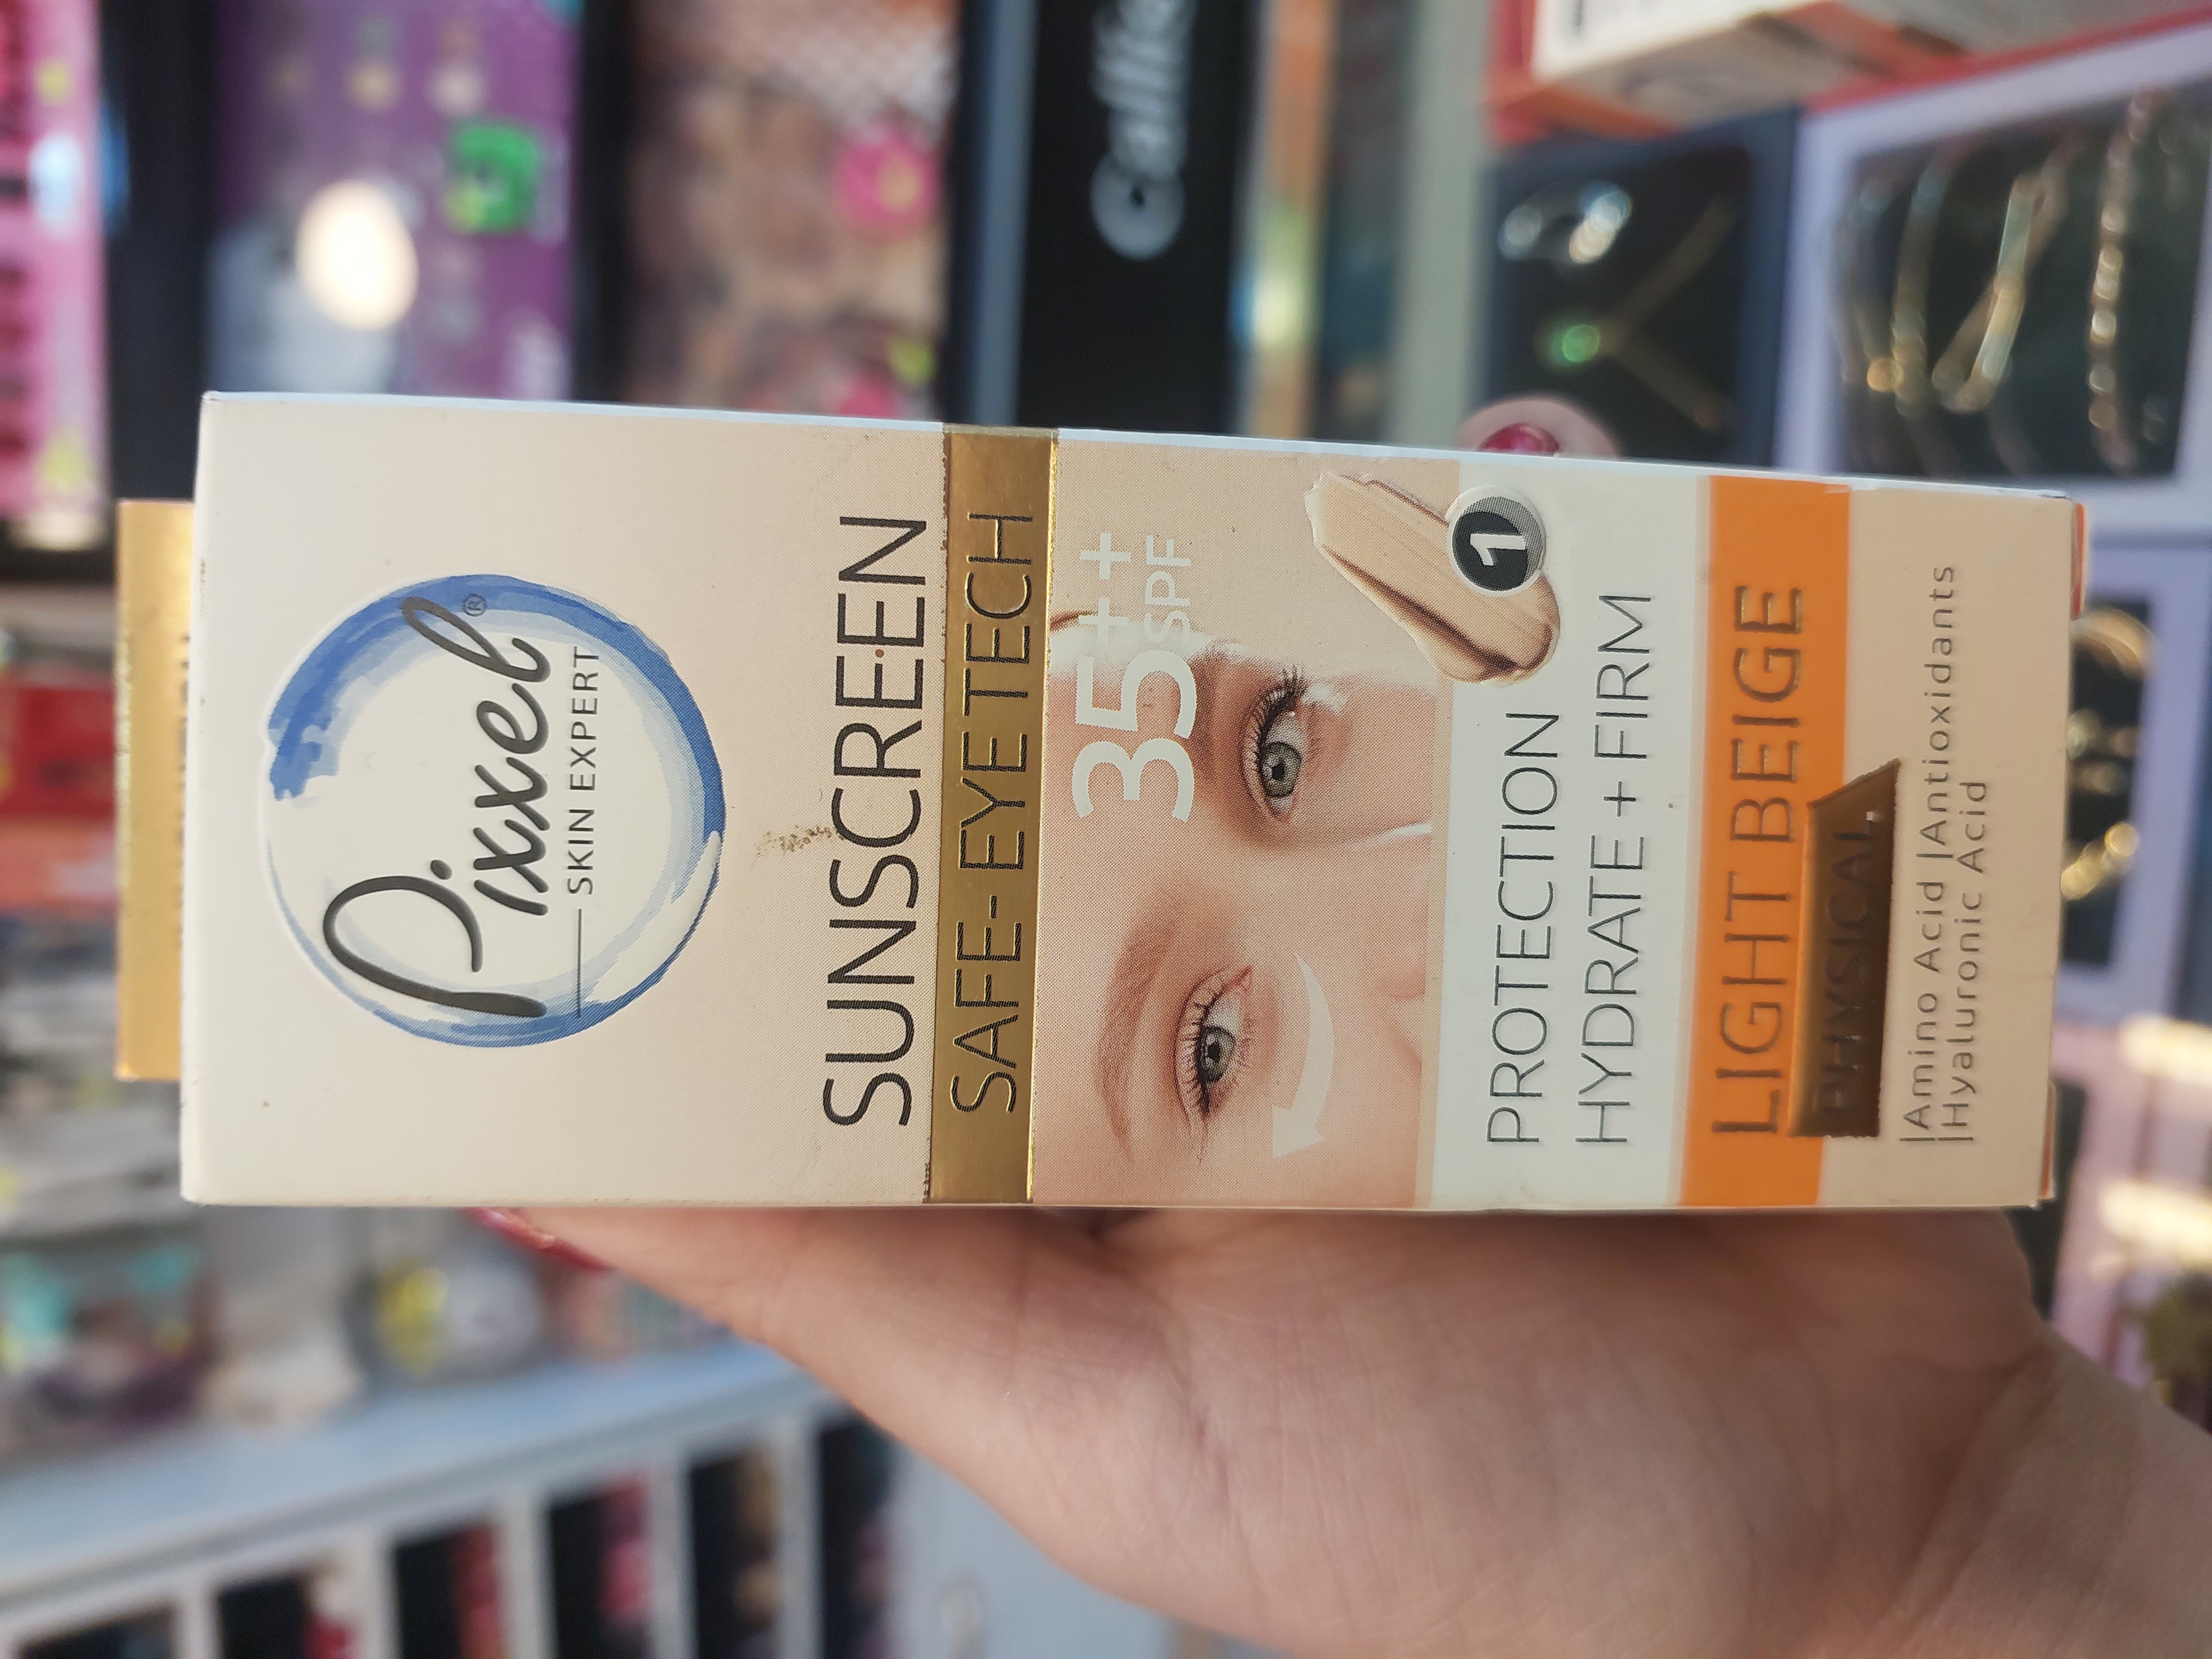 Pixxel®
SKIN EXPERT
SUNSCREEN
SAFE- EYE TECH
35++
SPF
1
PROTECTION
HYDRATE + FIRM
LIGHT BEIGE
PHYSICAL
|Amino Acid |Antioxidants
|Hyaluronic Acid